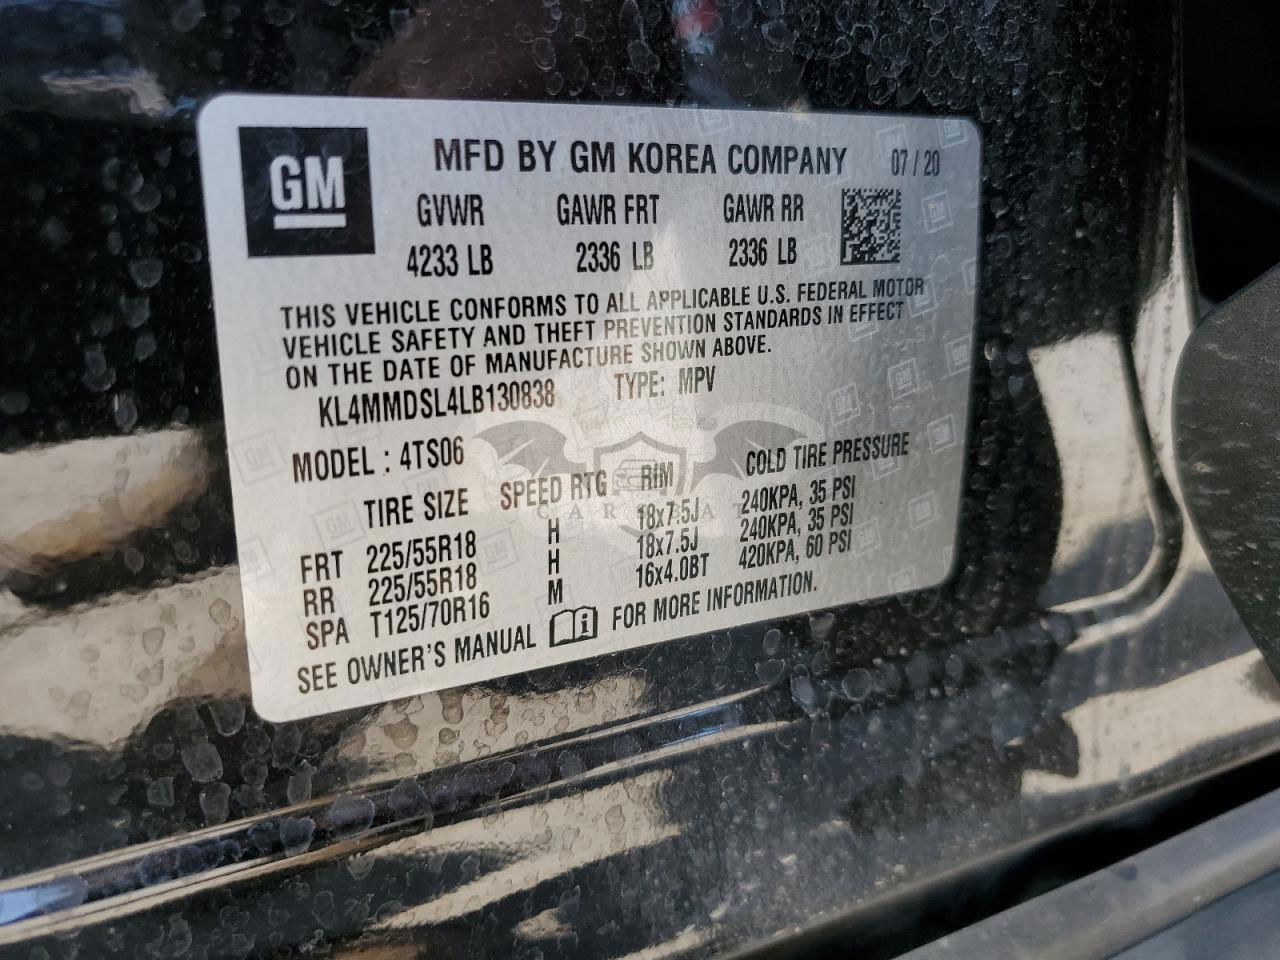 GM
MFD BY GM KOREA COMPANY 07 / 20
GVWR GAWR FRT GAWR RR
4233 LB 2336 LB 2336 LB
THIS VEHICLE CONFORMS TO ALL APPLICABLE U.S. FEDERAL MOTOR
VEHICLE SAFETY AND THEFT PREVENTION STANDARDS IN EFFECT
ON THE DATE OF MANUFACTURE SHOWN ABOVE.
KL4MMDSL4LB130838 TYPE: MPV
MODEL : 4TS06
TIRE SIZE SPEED RTG RIM COLD TIRE PRESSURE
FRT 225/55R18 H 18x7.5J 240KPA, 35 PSI
RR 225/55R18 H 18x7.5J 240KPA, 35 PSI
SPA T125/70R16 M 16x4.0BT 420KPA, 60 PSI
SEE OWNER'S MANUAL FOR MORE INFORMATION.